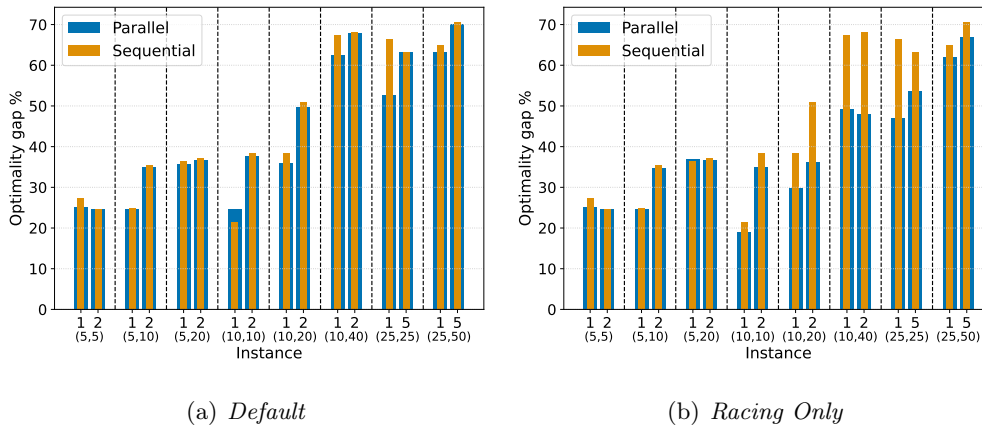 70
60
50
40
30
20
10
0
Optimality gap %
Parallel
Sequential
1 2 1 2 1 2 1 2 1 2 1 2 1 5 1 5
(5,5) (5,10) (5,20) (10,10) (10,20) (10,40) (25,25) (25,50)
Instance
(a) Default
70
60
50
40
30
20
10
0
Optimality gap %
Parallel
Sequential
1 2 1 2 1 2 1 2 1 2 1 2 1 5 1 5
(5,5) (5,10) (5,20) (10,10) (10,20) (10,40) (25,25) (25,50)
Instance
(b) Racing Only